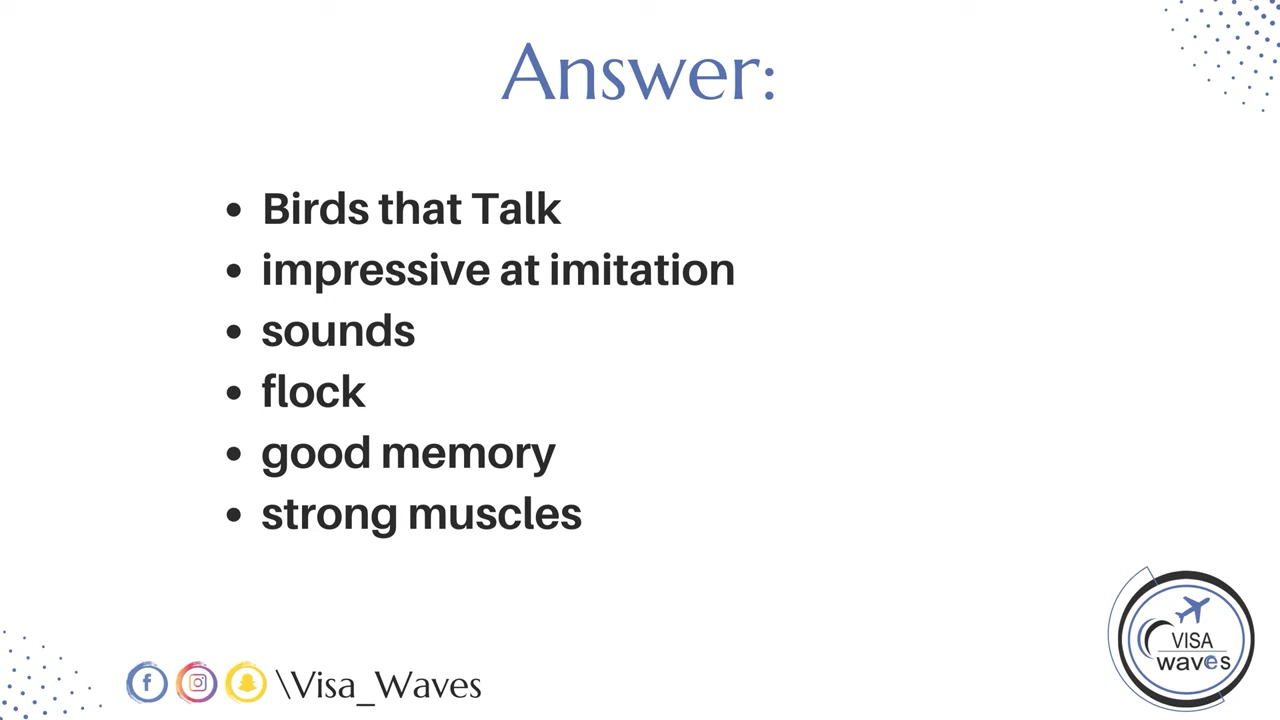 Answer:
• Birds that Talk
• impressive at imitation
• sounds
• flock
• good memory
• strong muscles
\Visa_Waves
VISA
waves